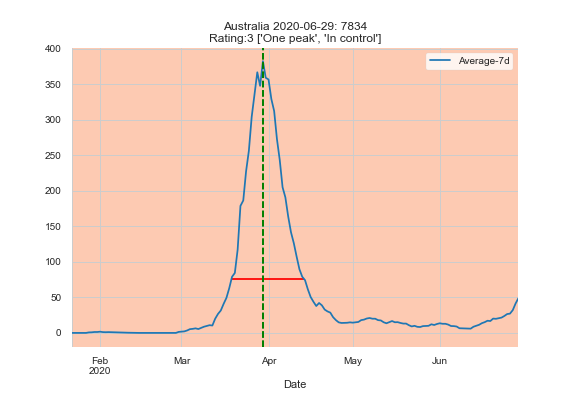 Australia 2020-06-29: 7834
Rating:3 ['One peak', 'In control']
Average-7d
400
350
300
250
200
150
100
50
0
Feb
2020
Mar
Apr
May
Jun
Date